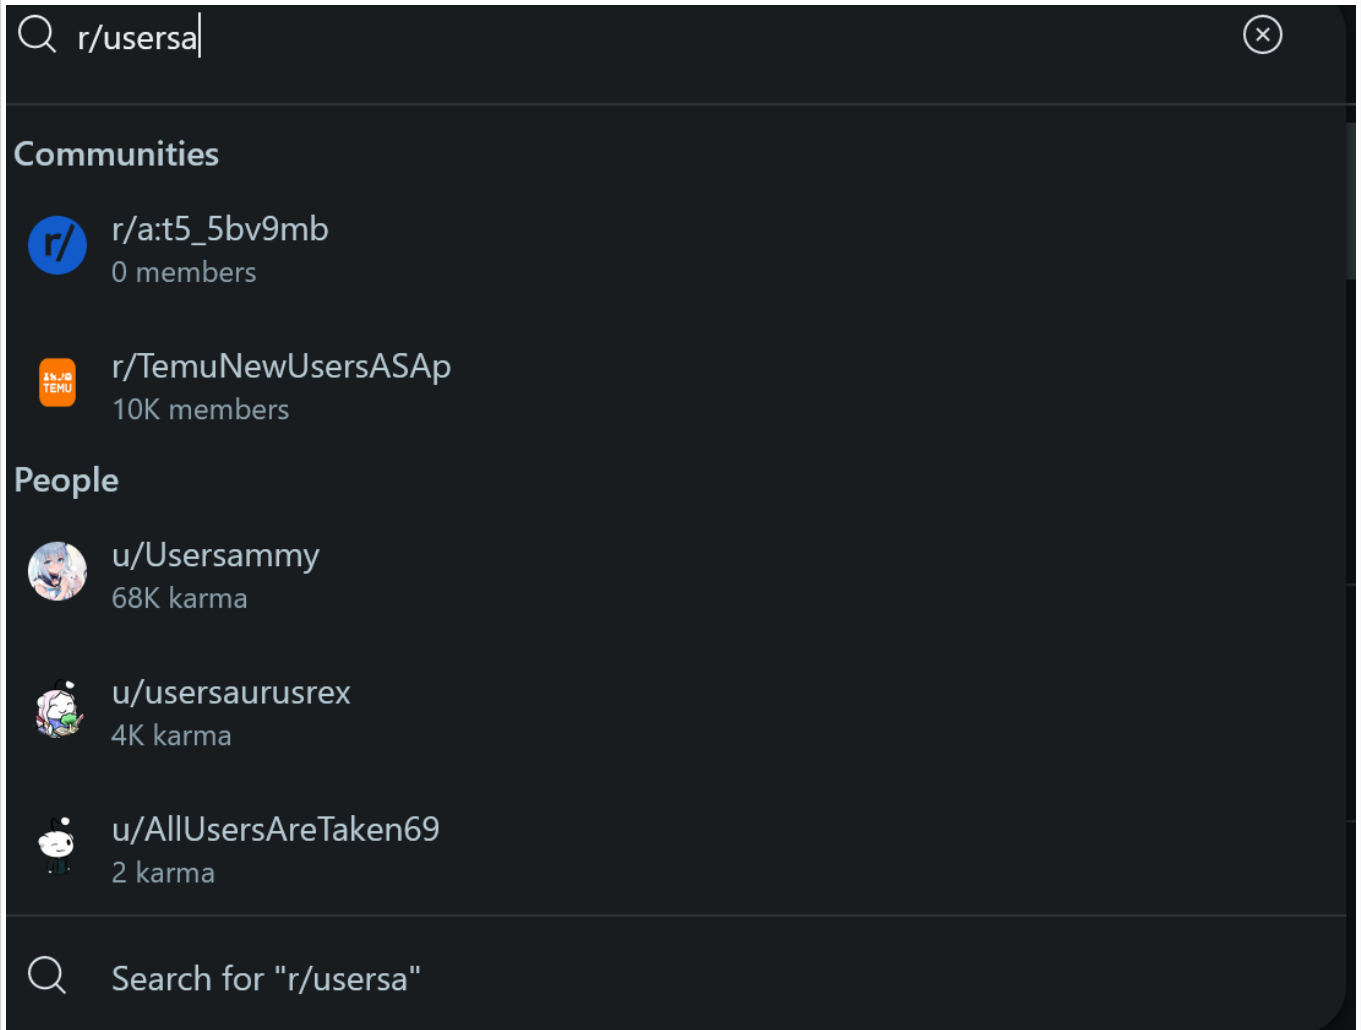 r/usersa
Communities
r/
r/a:t5_5bv9mb
0 members
TEMU
r/TemuNewUsersASAp
10K members
People
u/Usersammy
68K karma
u/usersaurusrex
4K karma
u/AllUsersAreTaken69
2 karma
Search for "r/usersa"